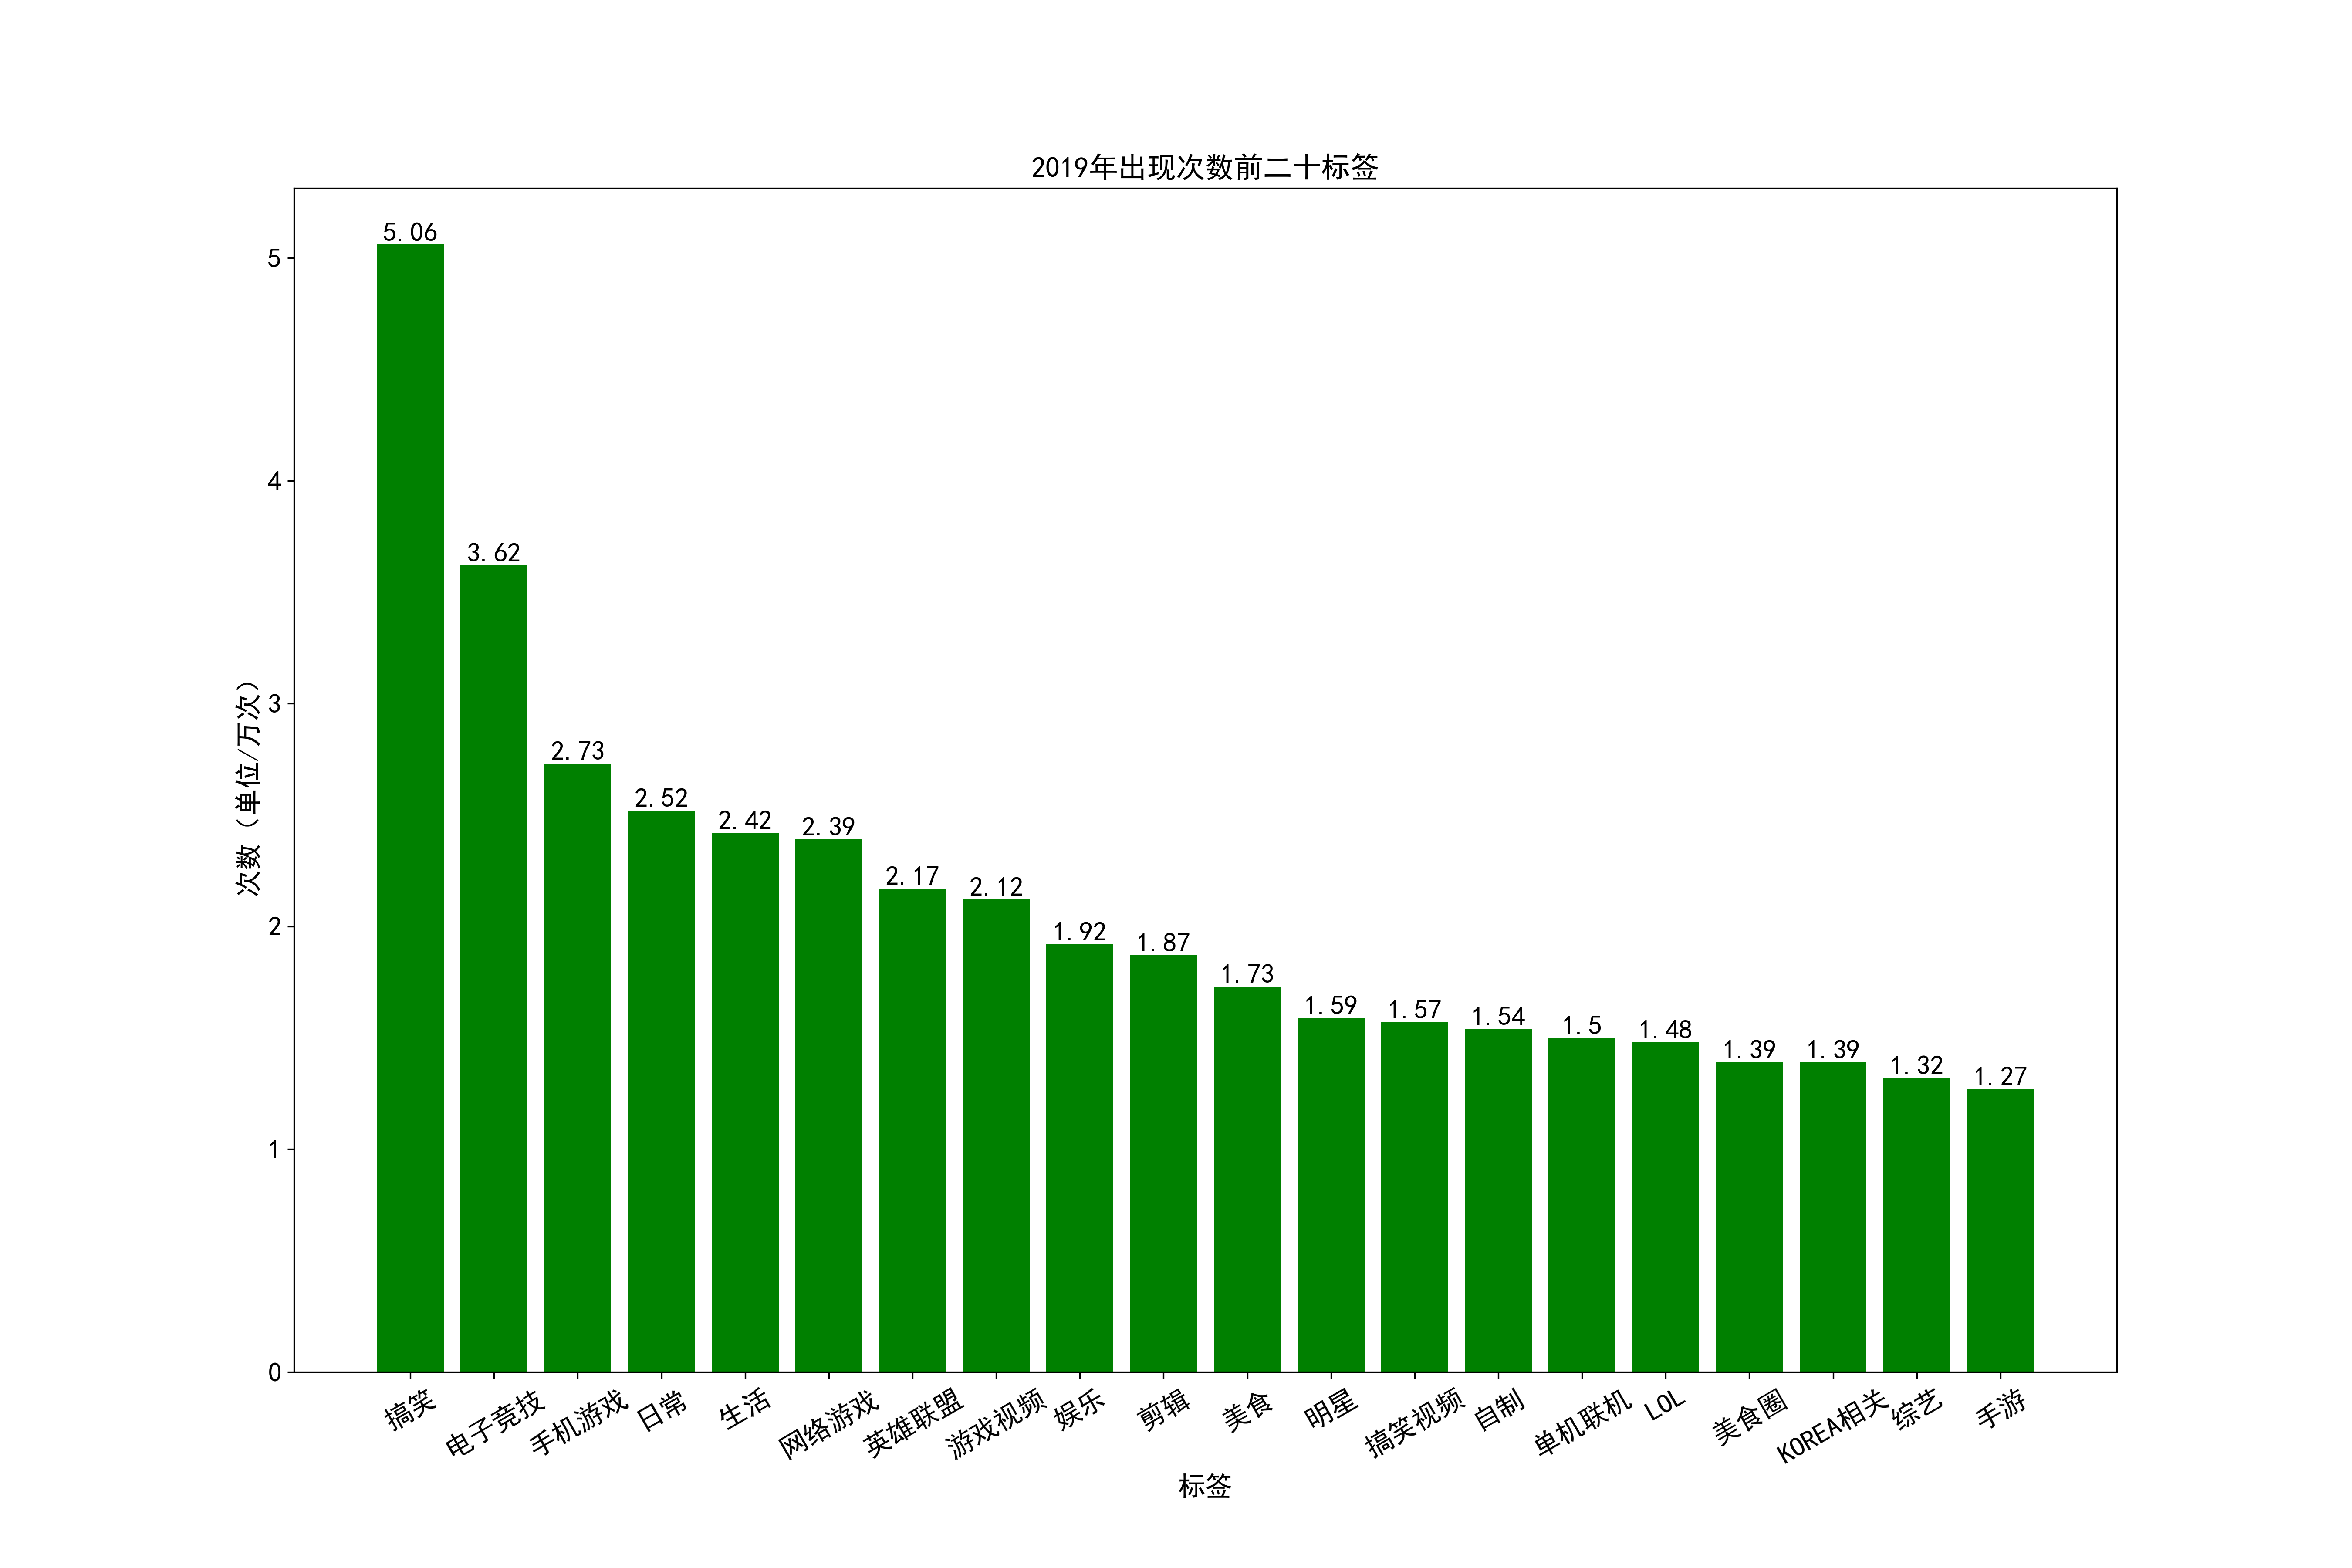 2019年出现次数前二十标签
次数（单位/万次）
5
4
3
2
1
0
5.06
3.62
2.73
2.52
2.42
2.39
2.17
2.12
1.92
1.87
1.73
1.59
1.57
1.54
1.5
1.48
1.39
1.39
1.32
1.27
搞笑
电子竞技
手机游戏
日常
生活
网络游戏
英雄联盟
游戏视频
娱乐
剪辑
美食
明星
搞笑视频
自制
单机联机
LOL
美食圈
KOREA相关
综艺
手游
标签